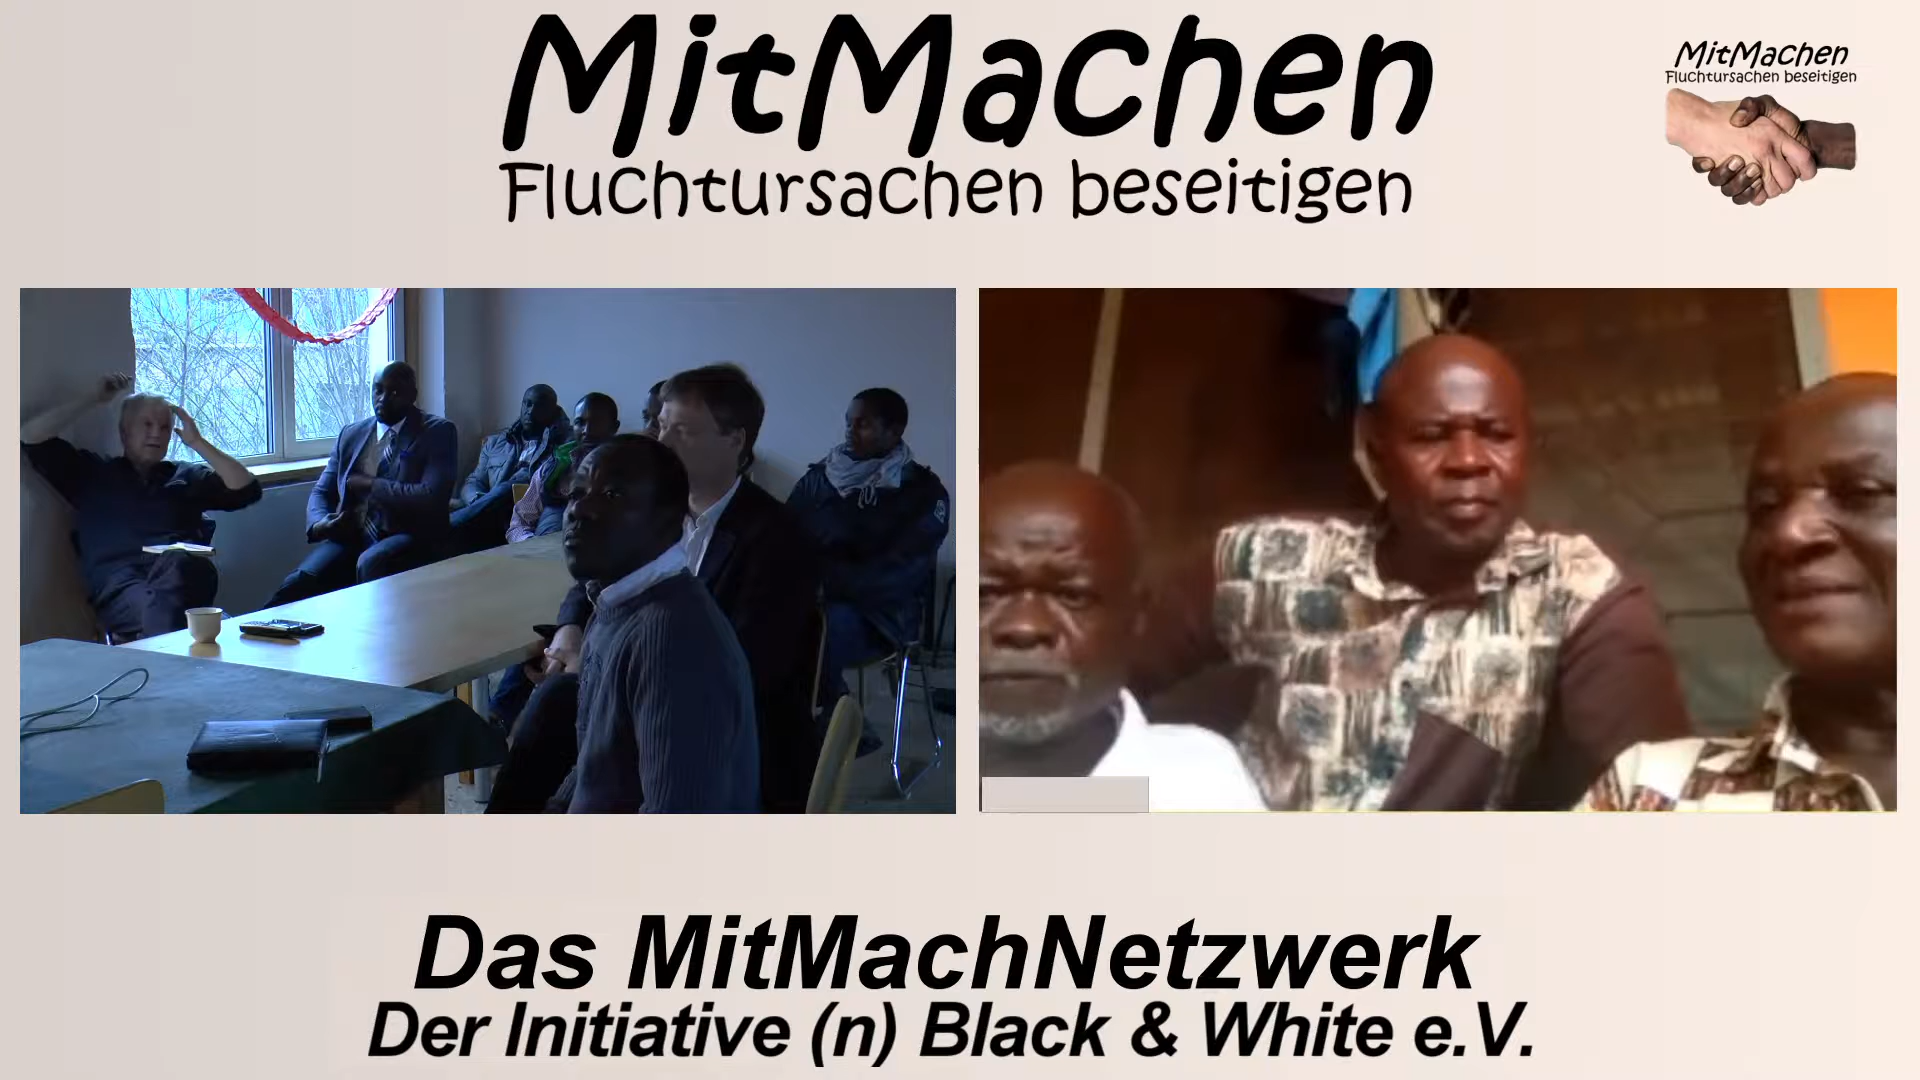 MitMachen
Fluchtursachen beseitigen
MitMachen
Fluchtursachen beseitigen
Das MitMachNetzwerk
Der Initiative (n) Black & White e.V.